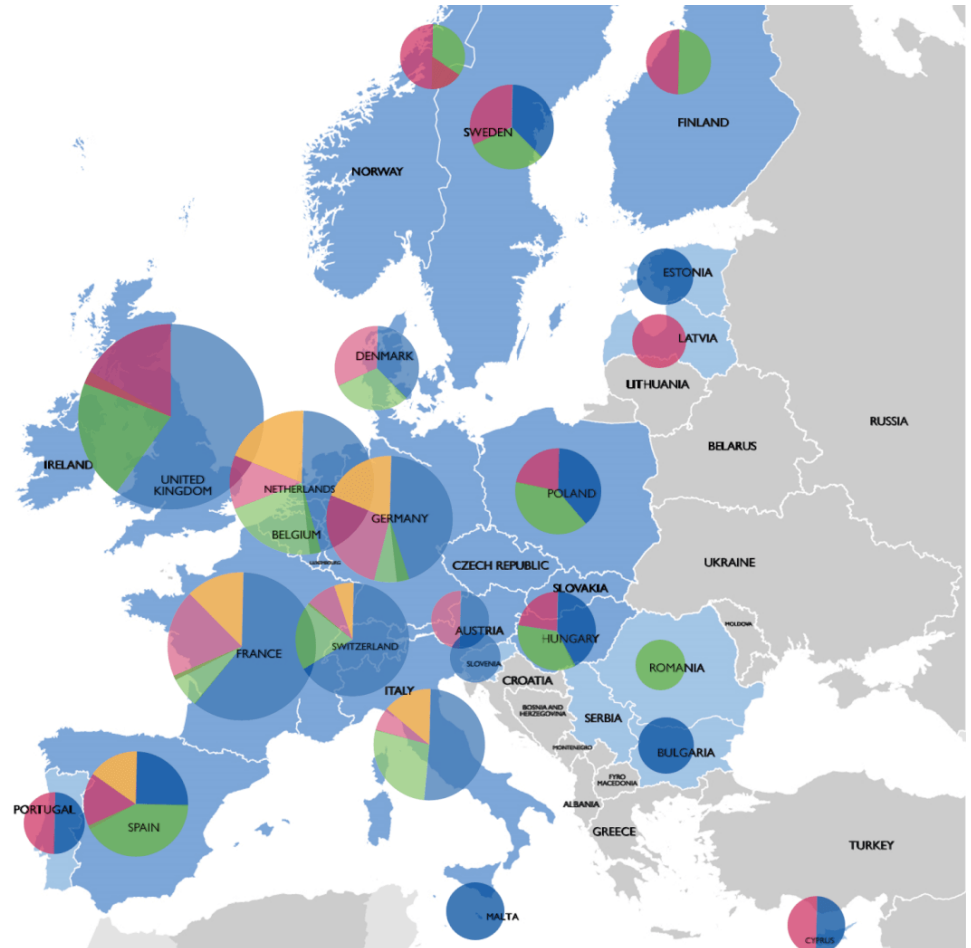 SWEDEN
FINLAND
NORWAY
ESTONIA
LATVIA
DENMARK
LITHUANIA
RUSSIA
BELARUS
IRELAND
UNITED
KINGDOM
NETHERLANDS
POLAND
GERMANY
BELGIUM
LUXEMBOURG
CZECH REPUBLIC
UKRAINE
SLOVAKIA
MOLDOVA
AUSTRIA
HUNGARY
FRANCE
SWITZERLAND
SLOVENIA
ROMANIA
CROATIA
ITALY
BOSNIA AND
HERZEGOVINA
SERBIA
MONTENEGRO
BULGARIA
FYRO
MACEDONIA
PORTUGAL
ALBANIA
SPAIN
GREECE
TURKEY
MALTA
CYPRUS